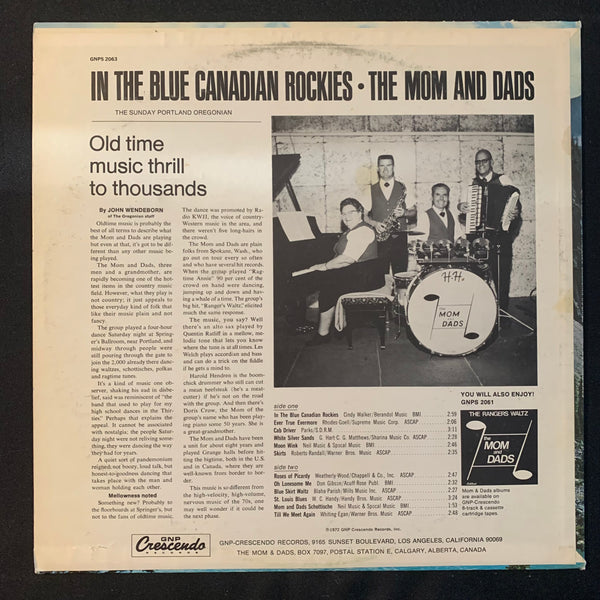 GNPS 2063
IN THE BLUE CANADIAN ROCKIES • THE MOM AND DADS
THE SUNDAY PORTLAND OREGONIAN
Old time
music thrill
to thousands
By JOHN WENDEBORN
of The Oregonian staff
Oldtime music is probably the
best of all terms to describe what
the Mom and Dads are playing
but even at that, it's got to be dif-
ferent than any other music be-
ing played.
The Mom and Dads, three
men and a grandmother, are
rapidly becoming one of the hot-
test items in the country music
field. However, what they play is
not country; it just appeals to
those everyday kind of folk that
like their music plain and not
fancy.
The group played a four-hour
dance Saturday night at Spring-
er's Ballroom, near Portland, and
midway through people were
still pouring through the gate to
join the 2,000 already there danc-
ing waltzes, schottisches, polkas
and ragtime tunes.
It's a kind of music one ob-
server, shaking his head in disbe-
lief, said was reminiscent of "the
band that used to play for my
high school dances in the Thir-
ties." Perhaps that explains the
appeal. It cannot be associated
with nostalgia; the people Satur-
day night were not reliving some-
thing, they were dancing the way
they had for years.
A quiet sort of pandemonium
reigned, not booy, loud talk, but
honest-to-goodness dancing that
takes place with the man and
woman holding each other.
Mellowness noted
Something new? Probably to
the floorboards at Springer's, but
not to the fans of oldtime music.
The dance was promoted by Ra-
dio KWJJ, the voice of country-
Western music in the area, and
there weren't five long-hairs in
the crowd.
The Mom and Dads are plain
folks from Spokane, Wash., who
go out on tour every so often
and who have several hit records.
When the group played "Rag-
time Annie" 90 per cent of the
crowd on hand were dancing,
jumping up and down and hav-
ing a whale of a time. The group's
big hit, "Ranger's Waltz," elicited
much the same response.
The music, you say? Well
there's an alto sax played by
Quentin Ratliff in a mellow, me-
lodic tone that lets you know
where the tune is at all times. Les
Welch plays accordion and bass
and can do a trick on the fiddle
if he gets a mind to.
Harold Hendren is the boom-
chuck drummer who still can cut
a mean beefsteak (he's a meat-
cutter) if he's not on the road
with the group. And then there's
Doris Crow, the Mom of the
group's name who has been play-
ing piano some 50 years. She is
a great-grandmother.
The Mom and Dads have been
a unit for about eight years and
played Grange halls before hit-
ting the bigtime, both in the U.S.
and in Canada, where they are
well-known from border to bor-
der.
This music is so different from
the high-velocity, high-volume,
nervous music of the 70s, one
may well wonder if it could be
the next phase.
H.H.
The
MOM
and
DADS
side one
In The Blue Canadian Rockies Cindy Walker/Berandol Music BMI 2:59
Ever True Evermore Rhodes-Goell/Supreme Music Corp. ASCAP 2:06
Cab Driver Parks/S.D.R.M. 3:11
White Silver Sands G. Hart-C. G. Matthews/Sharina Music Co. ASCAP 2:28
Moon Wink Neil Music & Special Music BMI 2:46
Skirts Roberts-Randall/Warner Bros. Music ASCAP 2:35
side two
Roses of Picardy Weatherly-Wood/Chappell & Co., Inc. ASCAP 2:47
Oh Lonesome Me Don Gibson/Acuff Rose Publ. BMI 2:32
Blue Skirt Waltz Blaha-Parish/Mills Music Inc. ASCAP 2:27
St. Louis Blues W. C. Handy/Handy Bros. Music ASCAP 3:24
Mom and Dads Schottische Neil Music & Special Music BMI 1:53
Till We Meet Again Whiting-Egan/Warner Bros. Music ASCAP 2:48
YOU WILL ALSO ENJOY!
GNPS 2061
THE RANGERS WALTZ
the
MOM
and
DADS
Mom & Dads albums
are available on
GNP-Crescendo
8-track & cassette
cartridge tapes.
©1972 GNP Crescendo Records, Inc.
GNP
Crescendo
RECORDS
GNP-CRESCENDO RECORDS, 9165 SUNSET BOULEVARD, LOS ANGELES, CALIFORNIA 90069
THE MOM & DADS, BOX 7097, POSTAL STATION E, CALGARY, ALBERTA, CANADA